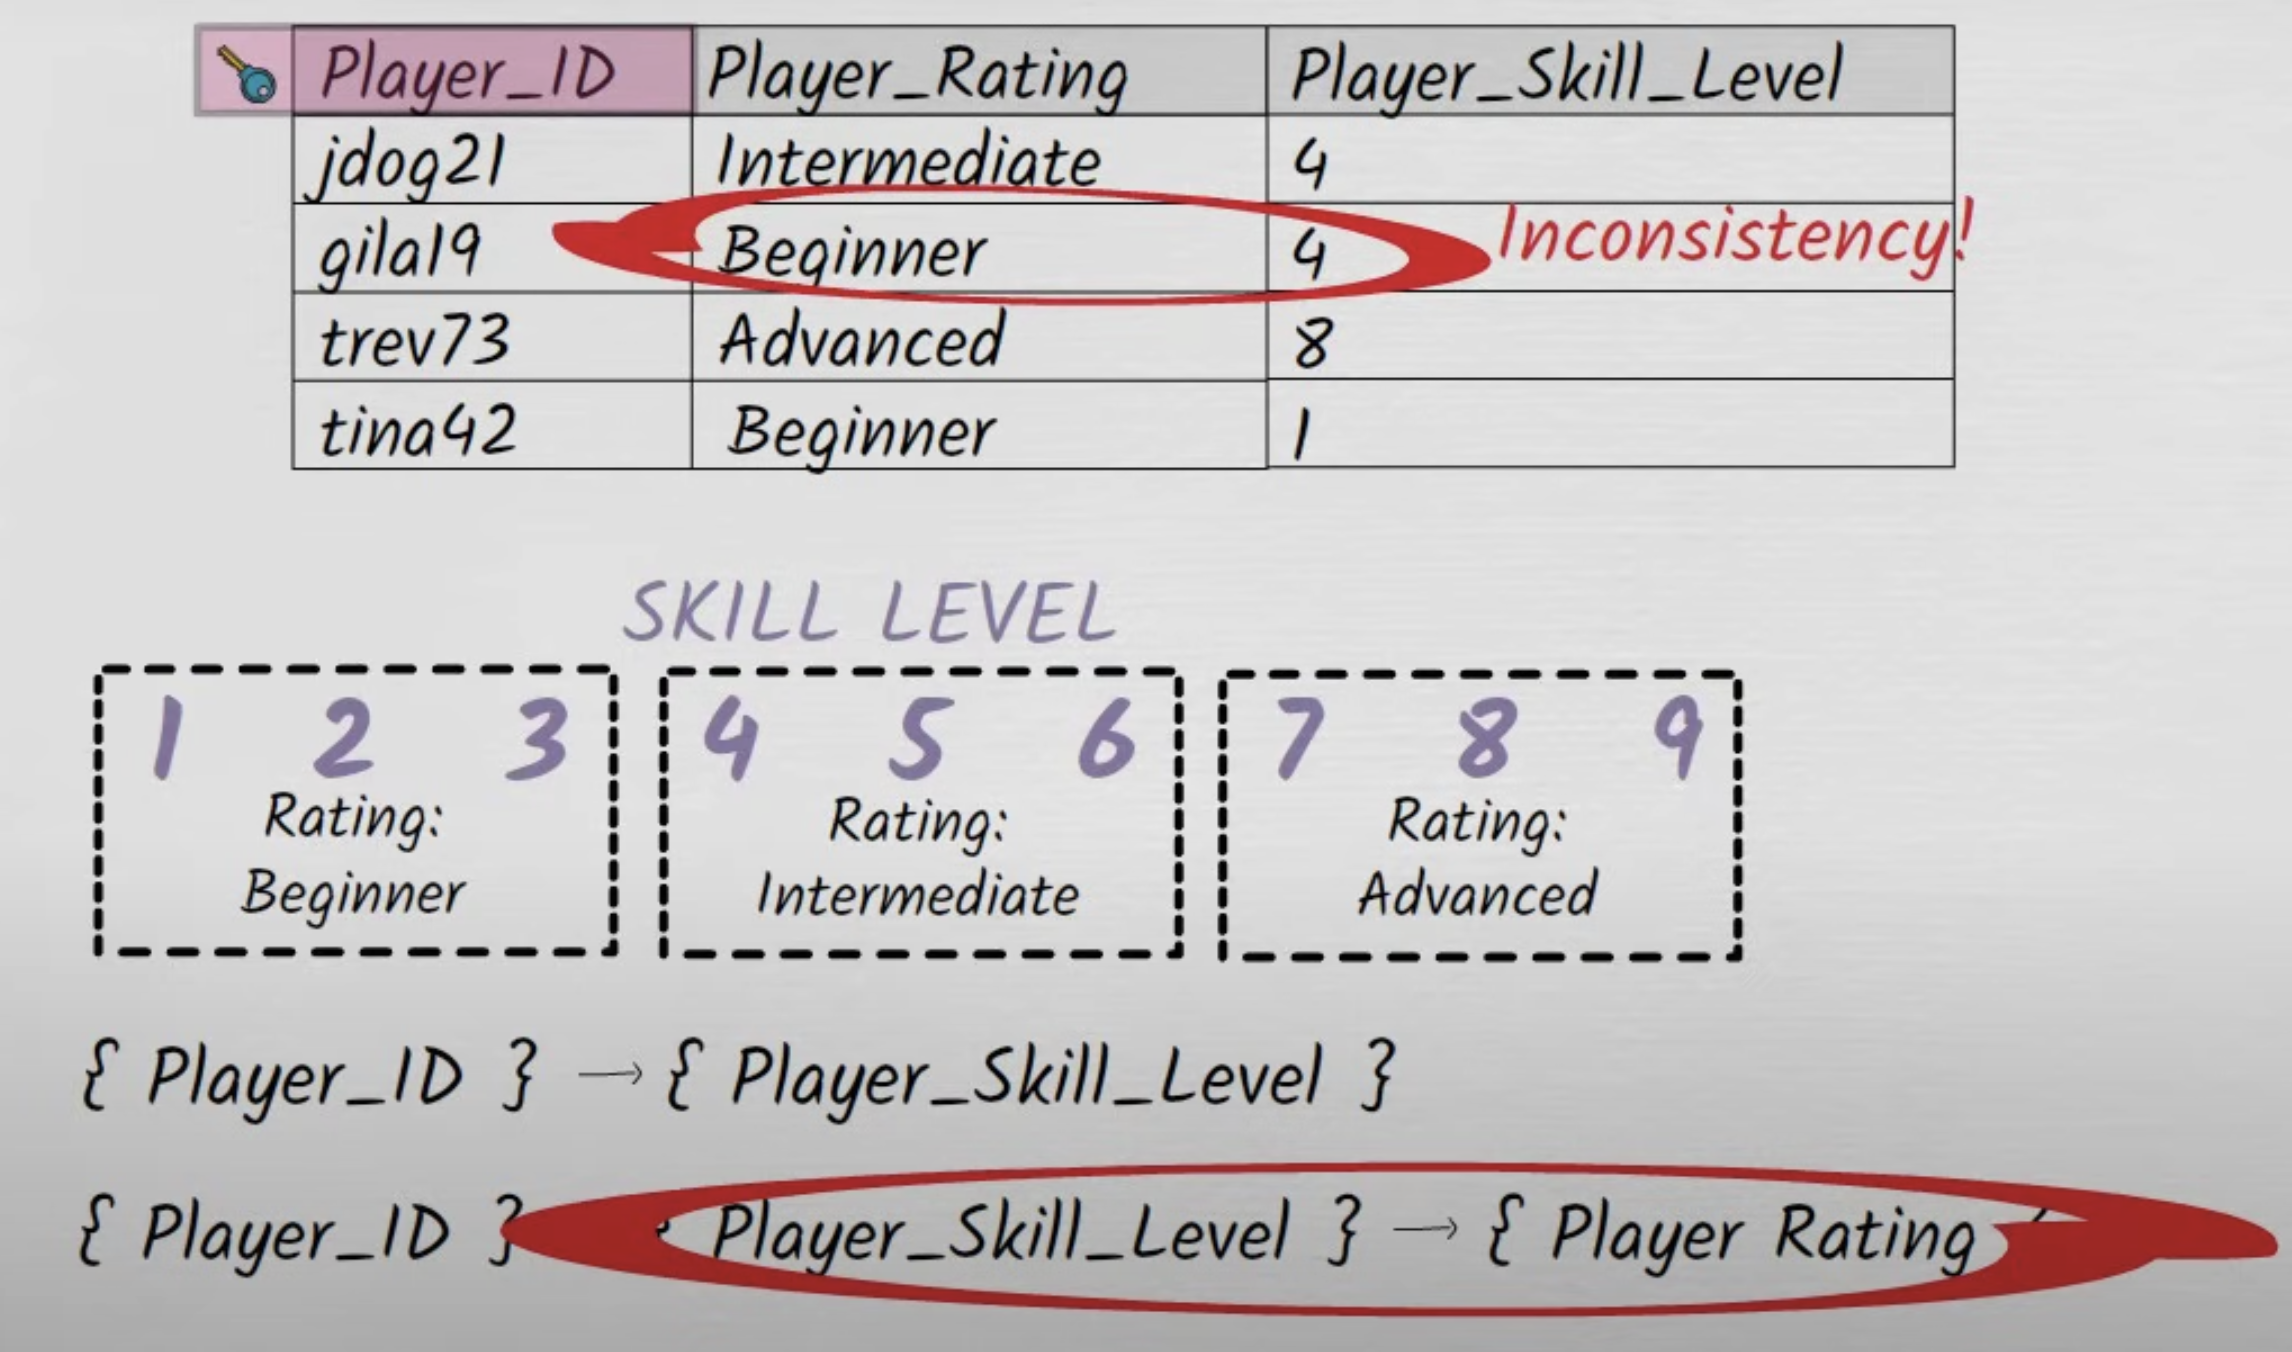 Player_ID Player_Rating Player_Skill_Level
jdog21 Intermediate 4
gila19 Beginner 4 Inconsistency!
trev73 Advanced 8
tina42 Beginner 1
SKILL LEVEL
1 2 3 4 5 6 7 8 9
Rating: Rating: Rating:
Beginner Intermediate Advanced
{ Player_ID } → { Player_Skill_Level }
{ Player_ID } { Player_Skill_Level } → { Player Rating